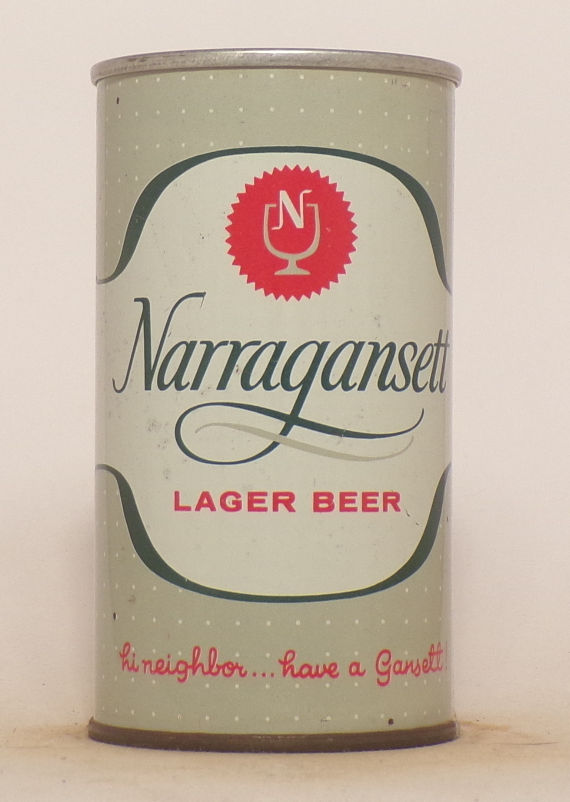 N
Narragansett
LAGER BEER
hi neighbor... have a Gansett!